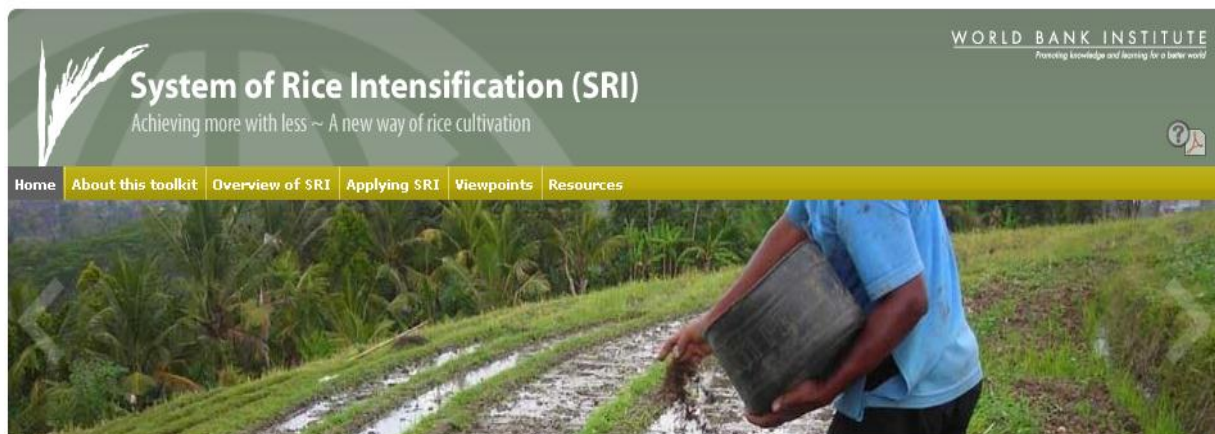 WORLD BANK INSTITUTE
Promoting knowledge and learning for a better world
System of Rice Intensification (SRI)
Achieving more with less ~ A new way of rice cultivation
?
Home About this toolkit Overview of SRI Applying SRI Viewpoints Resources